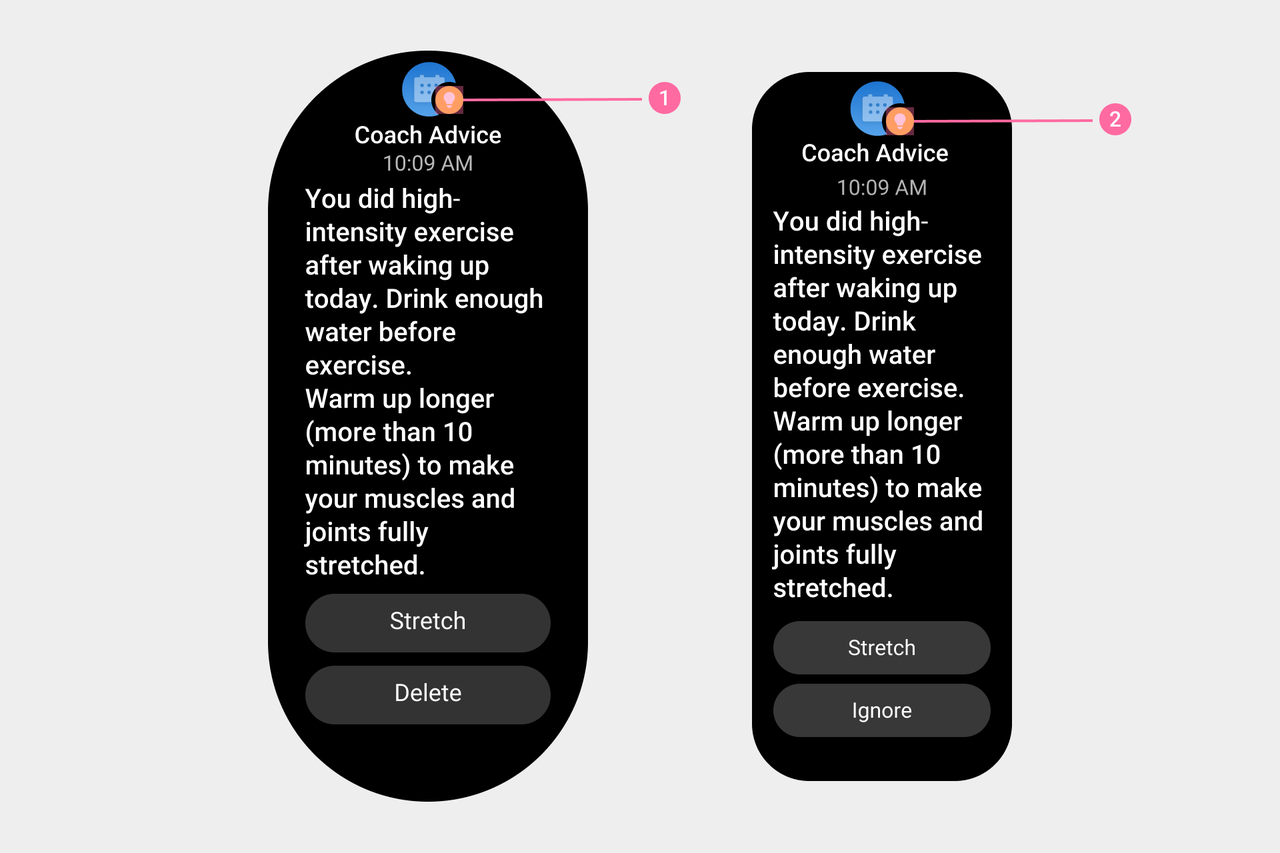 1
Coach Advice
10:09 AM
You did high-
intensity exercise
after waking up
today. Drink enough
water before
exercise.
Warm up longer
(more than 10
minutes) to make
your muscles and
joints fully
stretched.
Stretch
Delete
2
Coach Advice
10:09 AM
You did high-
intensity exercise
after waking up
today. Drink
enough water
before exercise.
Warm up longer
(more than 10
minutes) to make
your muscles and
joints fully
stretched.
Stretch
Ignore